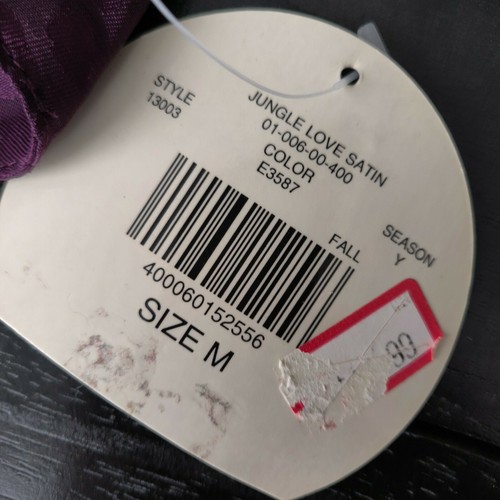 STYLE
13003
JUNGLE LOVE SATIN
01-006-00-400
COLOR
E3587
FALL
SEASON
Y
400060152556
SIZE M
99